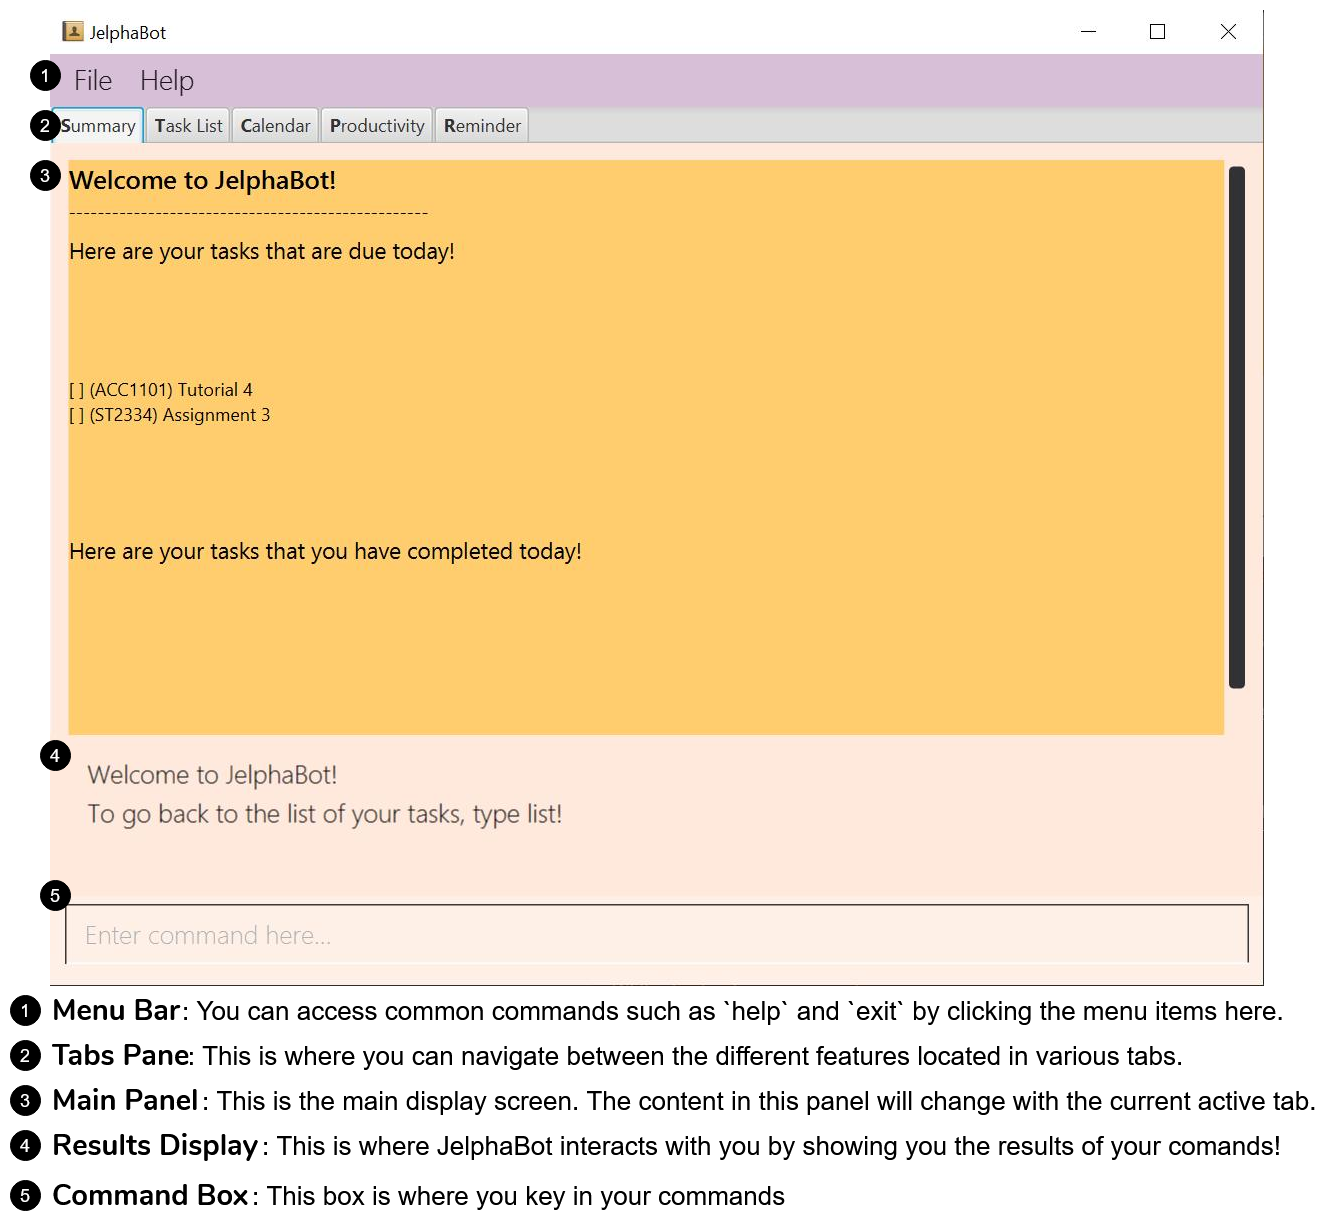 JelphaBot
1 File Help
2 Summary Task List Calendar Productivity Reminder
3 Welcome to JelphaBot!
---------------------------------------------------
Here are your tasks that are due today!
[ ] (ACC1101) Tutorial 4
[ ] (ST2334) Assignment 3
Here are your tasks that you have completed today!
4
Welcome to JelphaBot!
To go back to the list of your tasks, type list!
5
Enter command here...
1 Menu Bar: You can access common commands such as `help` and `exit` by clicking the menu items here.
2 Tabs Pane: This is where you can navigate between the different features located in various tabs.
3 Main Panel: This is the main display screen. The content in this panel will change with the current active tab.
4 Results Display: This is where JelphaBot interacts with you by showing you the results of your comands!
5 Command Box: This box is where you key in your commands